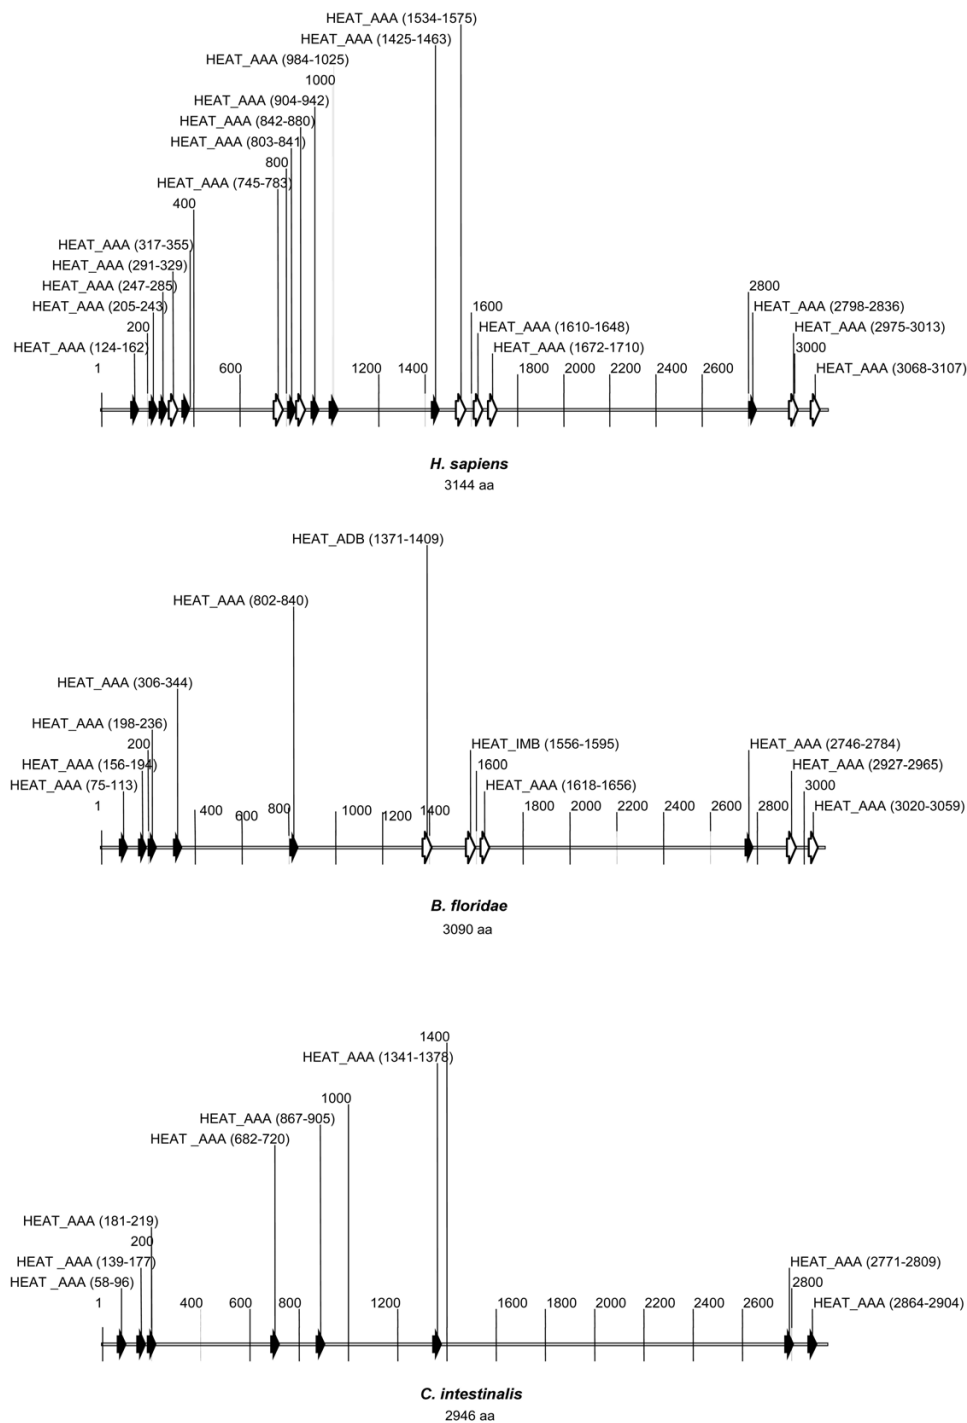 HEAT_AAA (1534-1575)
HEAT_AAA (1425-1463)
HEAT_AAA (984-1025)
1000
HEAT_AAA (904-942)
HEAT_AAA (842-880)
HEAT_AAA (803-841)
800
HEAT_AAA (745-783)
400
HEAT_AAA (317-355)
HEAT_AAA (291-329)
HEAT_AAA (247-285)
2800
HEAT_AAA (205-243)
1600
HEAT_AAA (2798-2836)
200
HEAT_AAA (1610-1648)
HEAT_AAA (2975-3013)
HEAT_AAA (124-162)
HEAT_AAA (1672-1710)
3000
1 600 1200 1400 1800 2000 2200 2400 2600 HEAT_AAA (3068-3107)
H. sapiens
3144 aa
HEAT_ADB (1371-1409)
HEAT_AAA (802-840)
HEAT_AAA (306-344)
HEAT_AAA (198-236)
200
HEAT_IMB (1556-1595)
HEAT_AAA (2746-2784)
HEAT_AAA (156-194)
1600
HEAT_AAA (2927-2965)
HEAT_AAA (75-113)
HEAT_AAA (1618-1656)
3000
1 400 600 800 1000 1200 1400 1800 2000 2200 2400 2600 2800 HEAT_AAA (3020-3059)
B. floridae
3090 aa
1400
HEAT_AAA (1341-1378)
1000
HEAT_AAA (867-905)
HEAT _AAA (682-720)
HEAT_AAA (181-219)
200
HEAT _AAA (139-177)
HEAT_AAA (2771-2809)
HEAT _AAA (58-96)
2800
1 400 600 800 1200 1600 1800 2000 2200 2400 2600 HEAT_AAA (2864-2904)
C. intestinalis
2946 aa